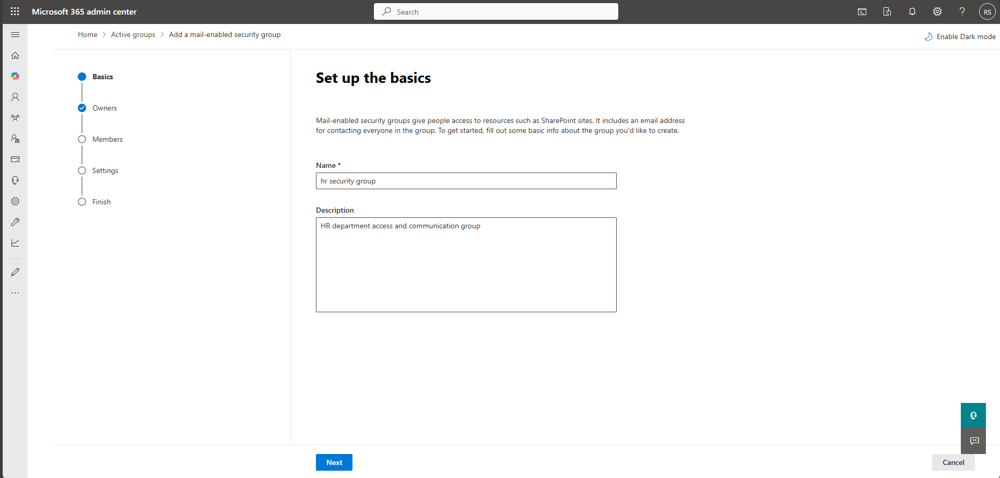 Microsoft 365 admin center
Search
RS
Home > Active groups > Add a mail-enabled security group
Enable Dark mode
Basics
Owners
Members
Settings
Finish
Set up the basics
Mail-enabled security groups give people access to resources such as SharePoint sites. It includes an email address
for contacting everyone in the group. To get started, fill out some basic info about the group you'd like to create.
Name *
hr security group
Description
HR department access and communication group
Next
Cancel